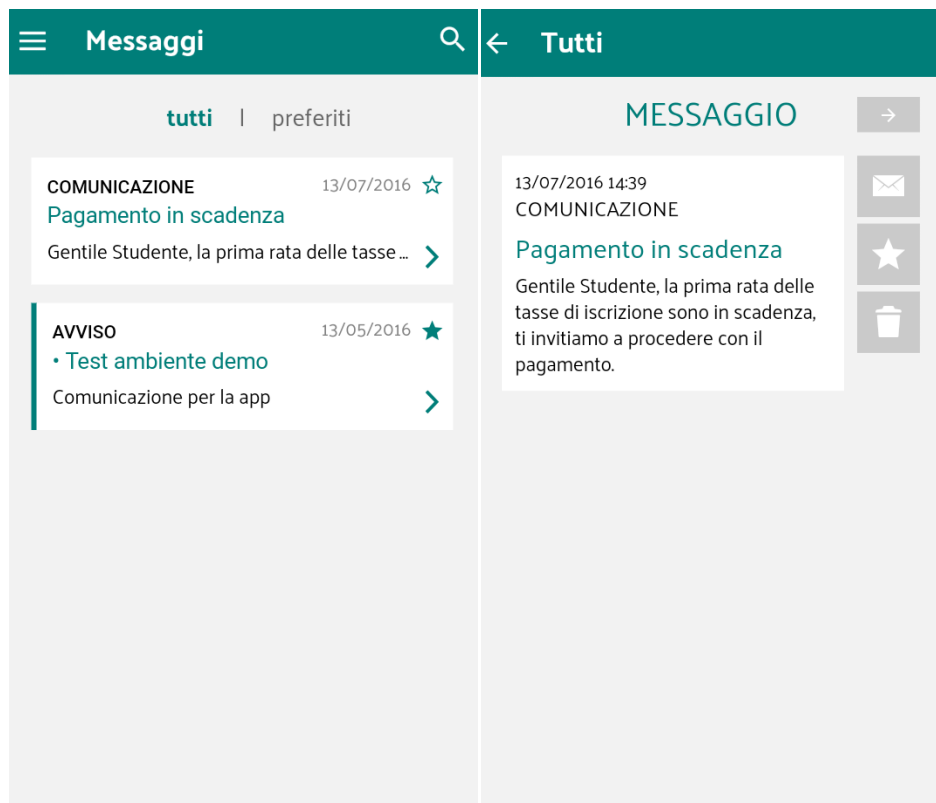 Messaggi
tutti | preferiti
COMUNICAZIONE 13/07/2016
Pagamento in scadenza
Gentile Studente, la prima rata delle tasse ...
AVVISO 13/05/2016
• Test ambiente demo
Comunicazione per la app
Tutti
MESSAGGIO
13/07/2016 14:39
COMUNICAZIONE
Pagamento in scadenza
Gentile Studente, la prima rata delle
tasse di iscrizione sono in scadenza,
ti invitiamo a procedere con il
pagamento.